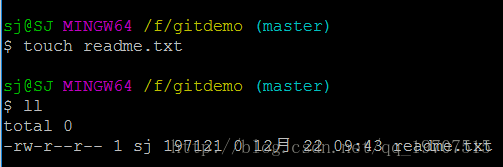 sj@SJ MINGW64 /f/gitdemo (master)
$ touch readme.txt
sj@SJ MINGW64 /f/gitdemo (master)
$ ll
total 0
-rw-r--r-- 1 sj 197121 0 12月 22 09:43 readme.txt